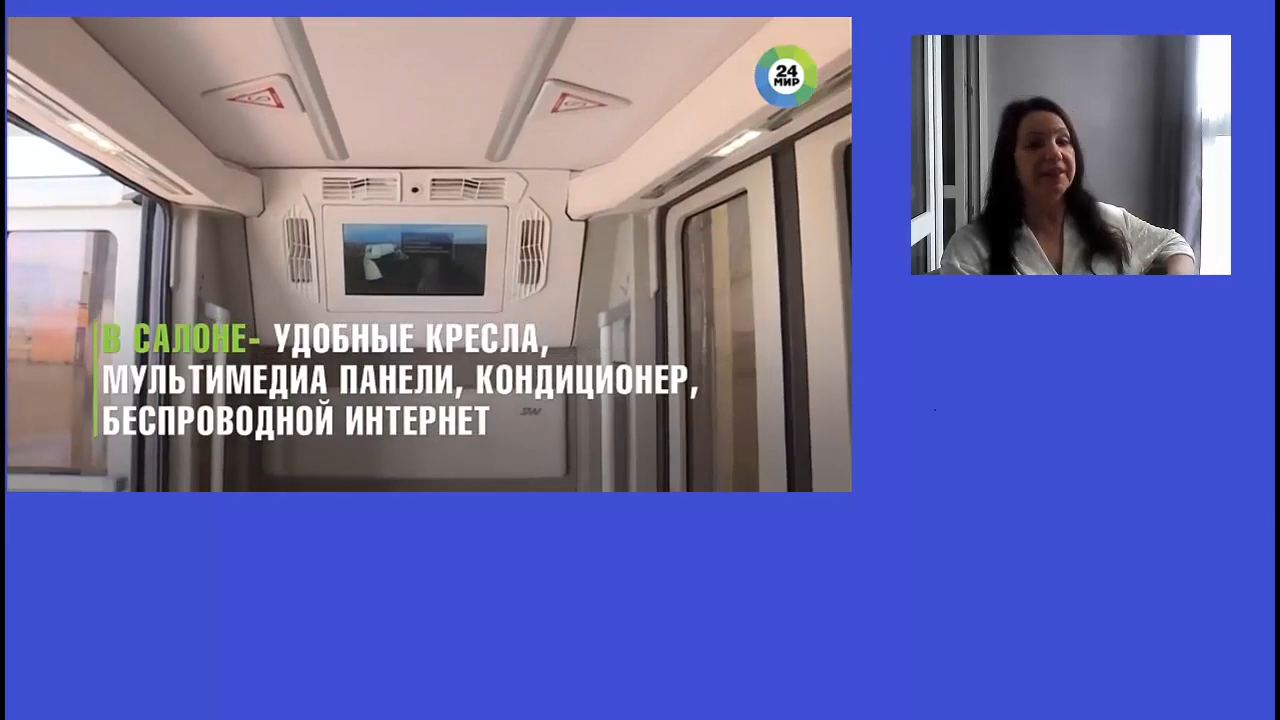 24
МИР
В САЛОНЕ- УДОБНЫЕ КРЕСЛА,
МУЛЬТИМЕДИА ПАНЕЛИ, КОНДИЦИОНЕР,
БЕСПРОВОДНОЙ ИНТЕРНЕТ